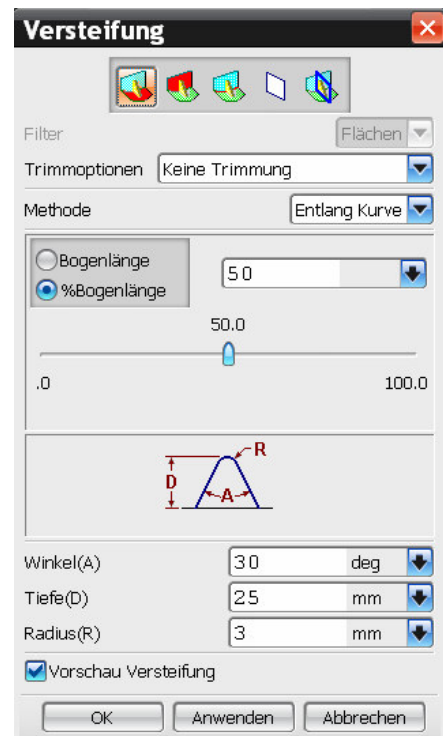 Versteifung
Filter Flächen
Trimmoptionen Keine Trimmung
Methode Entlang Kurve
Bogenlänge
%Bogenlänge
50
50.0
.0 100.0
R
D
A
Winkel(A) 30 deg
Tiefe(D) 25 mm
Radius(R) 3 mm
Vorschau Versteifung
OK Anwenden Abbrechen